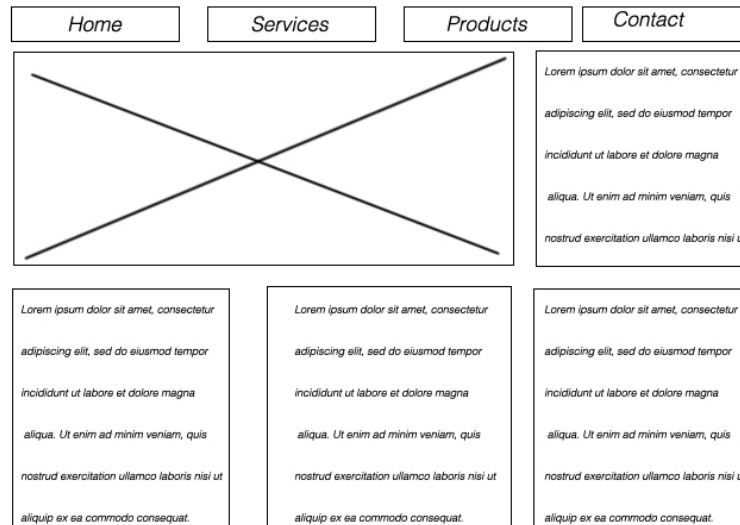 Home
Services
Products
Contact
Lorem ipsum dolor sit amet, consectetur
adipiscing elit, sed do eiusmod tempor
incididunt ut labore et dolore magna
aliqua. Ut enim ad minim veniam, quis
nostrud exercitation ullamco laboris nisi u
Lorem ipsum dolor sit amet, consectetur
adipiscing elit, sed do eiusmod tempor
incididunt ut labore et dolore magna
aliqua. Ut enim ad minim veniam, quis
nostrud exercitation ullamco laboris nisi ut
aliquip ex ea commodo consequat.
Lorem ipsum dolor sit amet, consectetur
adipiscing elit, sed do eiusmod tempor
incididunt ut labore et dolore magna
aliqua. Ut enim ad minim veniam, quis
nostrud exercitation ullamco laboris nisi ut
aliquip ex ea commodo consequat.
Lorem ipsum dolor sit amet, consectetur
adipiscing elit, sed do eiusmod tempor
incididunt ut labore et dolore magna
aliqua. Ut enim ad minim veniam, quis
nostrud exercitation ullamco laboris nisi u
aliquip ex ea commodo consequat.